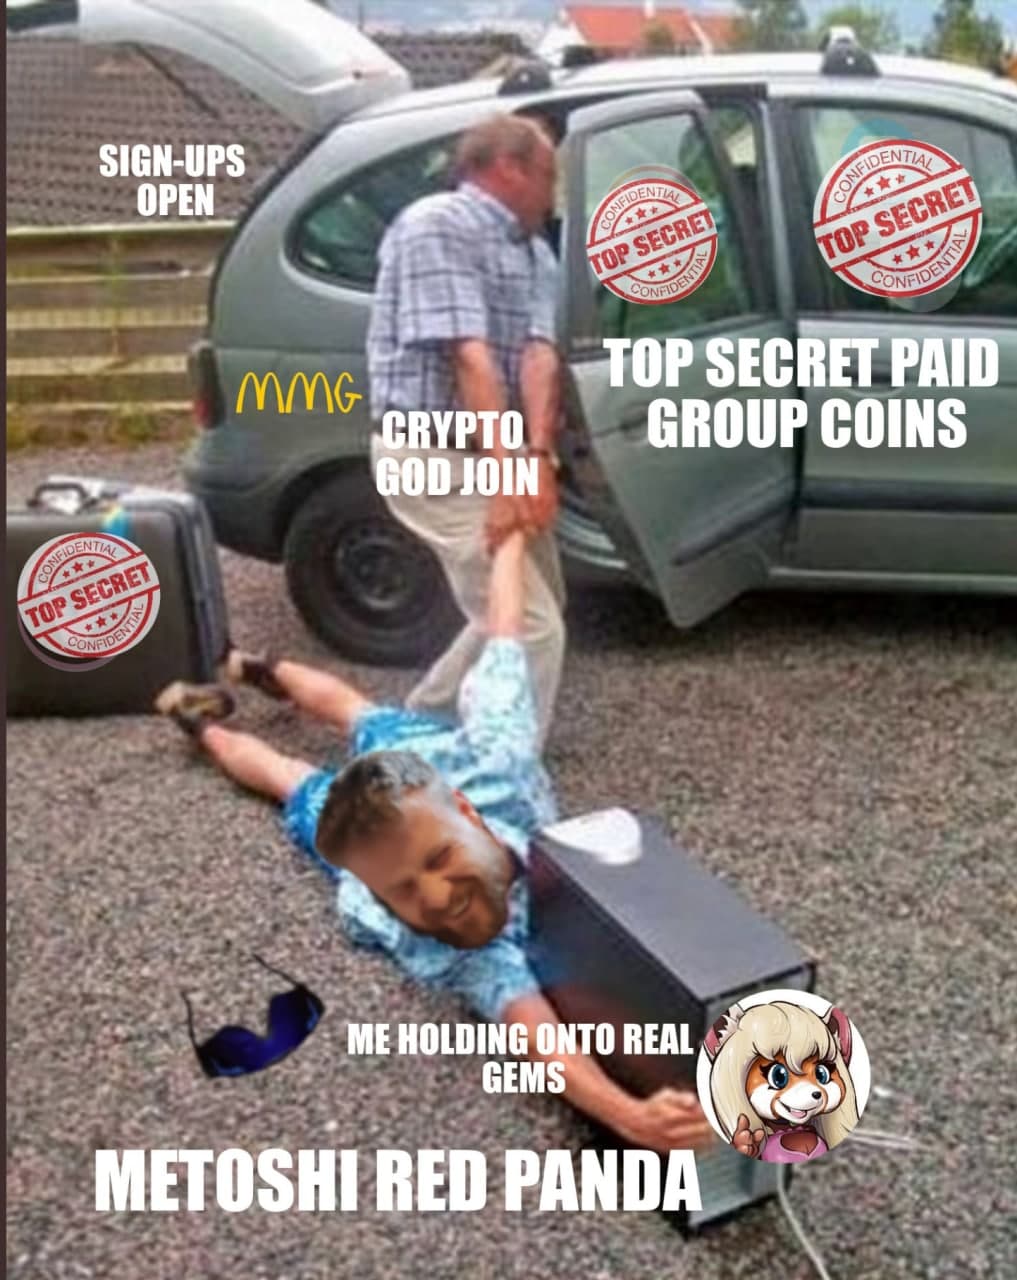 SIGN-UPS
OPEN
CONFIDENTIAL
TOP SECRET
CONFIDENTIAL
CONFIDENTIAL
TOP SECRET
CONFIDENTIAL
TOP SECRET PAID
GROUP COINS
MMG
CRYPTO
GOD JOIN
CONFIDENTIAL
TOP SECRET
CONFIDENTIAL
ME HOLDING ONTO REAL
GEMS
METOSHI RED PANDA